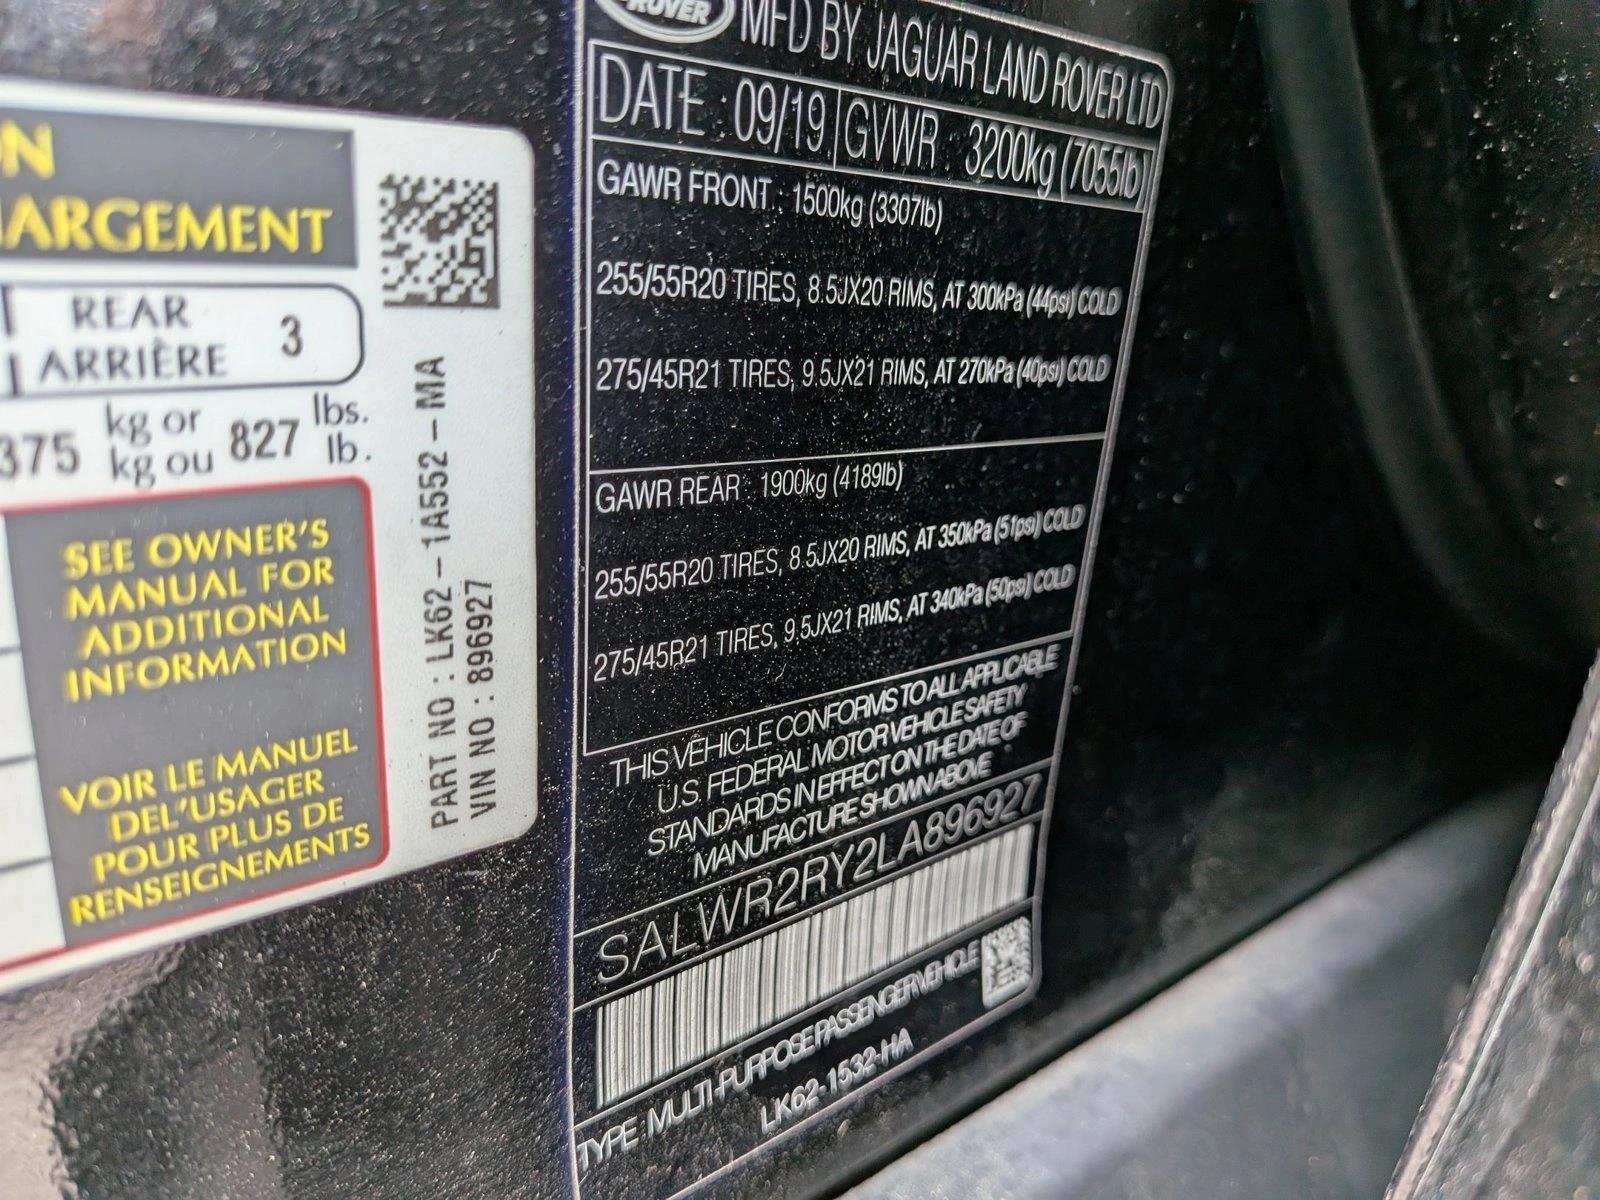 N
HARGEMENT
REAR
ARRIÈRE 3
375 kg or
kg ou 827 lbs.
lb.
SEE OWNER'S
MANUAL FOR
ADDITIONAL
INFORMATION
VOIR LE MANUEL
DEL'USAGER
POUR PLUS DE
RENSEIGNEMENTS
PART NO : LK62-1A552-MA
VIN NO : 896927
ROVER
MFD BY JAGUAR LAND ROVER LTD
DATE : 09/19 GVWR : 3200kg (7055lb)
GAWR FRONT : 1500kg (3307lb)
255/55R20 TIRES, 8.5JX20 RIMS, AT 300kPa (44psi) COLD
275/45R21 TIRES, 9.5JX21 RIMS, AT 270kPa (40psi) COLD
GAWR REAR : 1900kg (4189lb)
255/55R20 TIRES, 8.5JX20 RIMS, AT 350kPa (51psi) COLD
275/45R21 TIRES, 9.5JX21 RIMS, AT 340kPa (50psi) COLD
THIS VEHICLE CONFORMS TO ALL APPLICABLE
U.S. FEDERAL MOTOR VEHICLE SAFETY
STANDARDS IN EFFECT ON THE DATE OF
MANUFACTURE SHOWN ABOVE
SALWR2RY2LA896927
TYPE : MULTI-PURPOSE PASSENGER VEHICLE
LK62-1532-HA